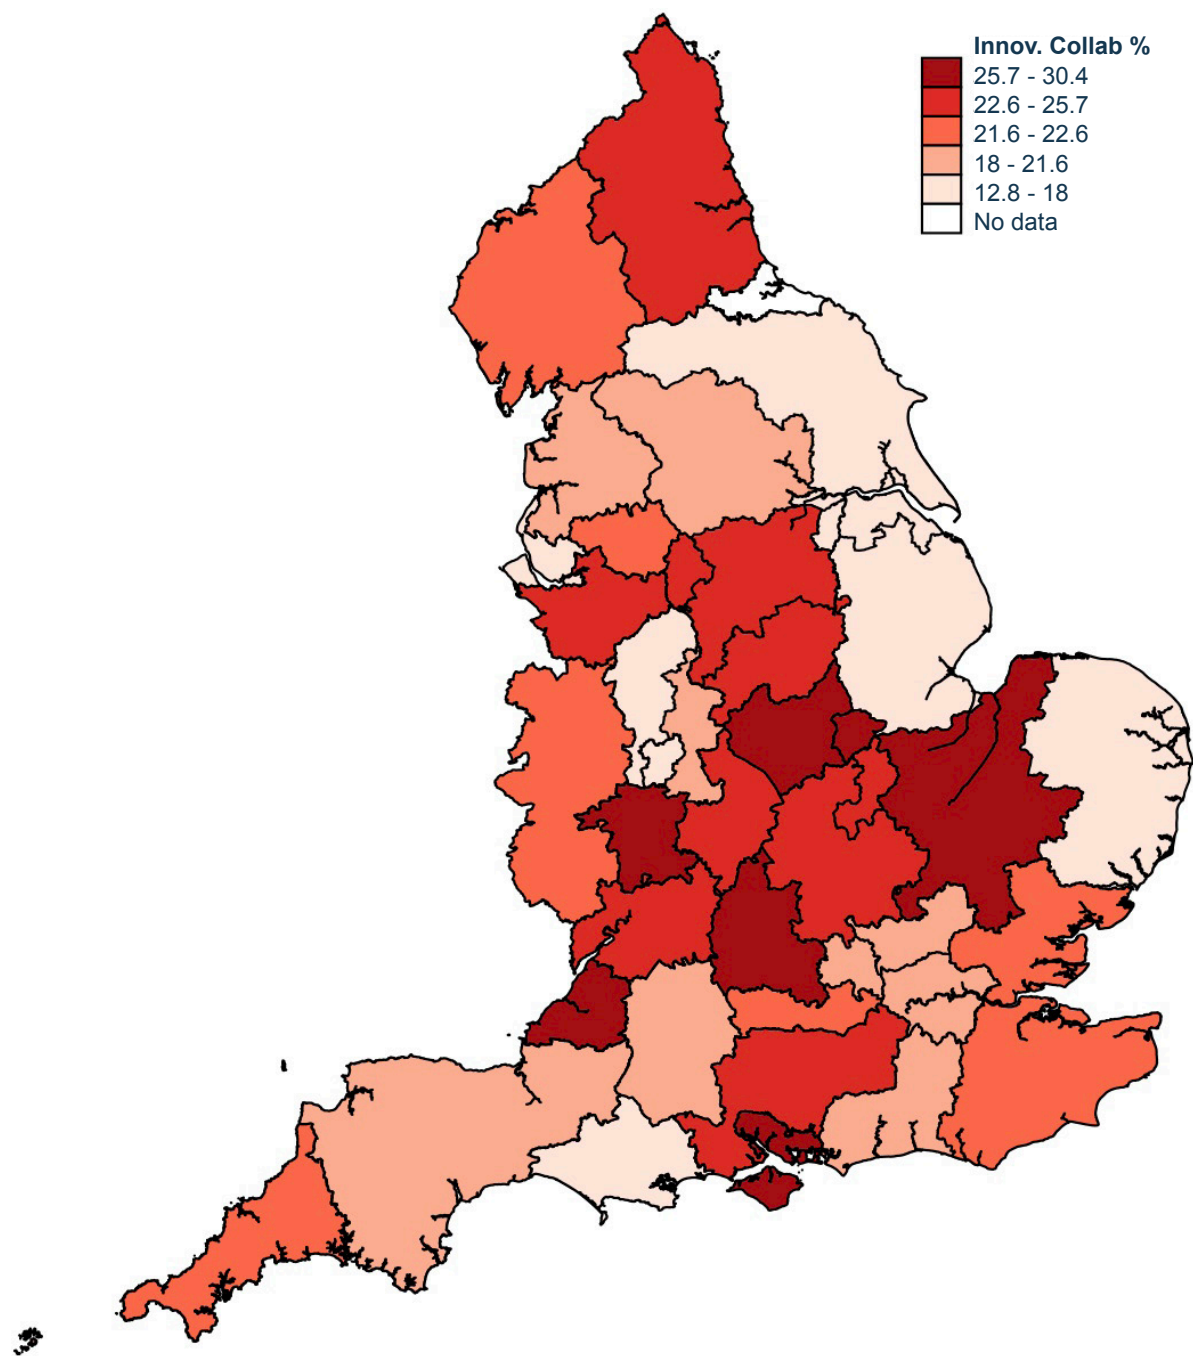 Innov. Collab %
25.7 - 30.4
22.6 - 25.7
21.6 - 22.6
18 - 21.6
12.8 - 18
No data